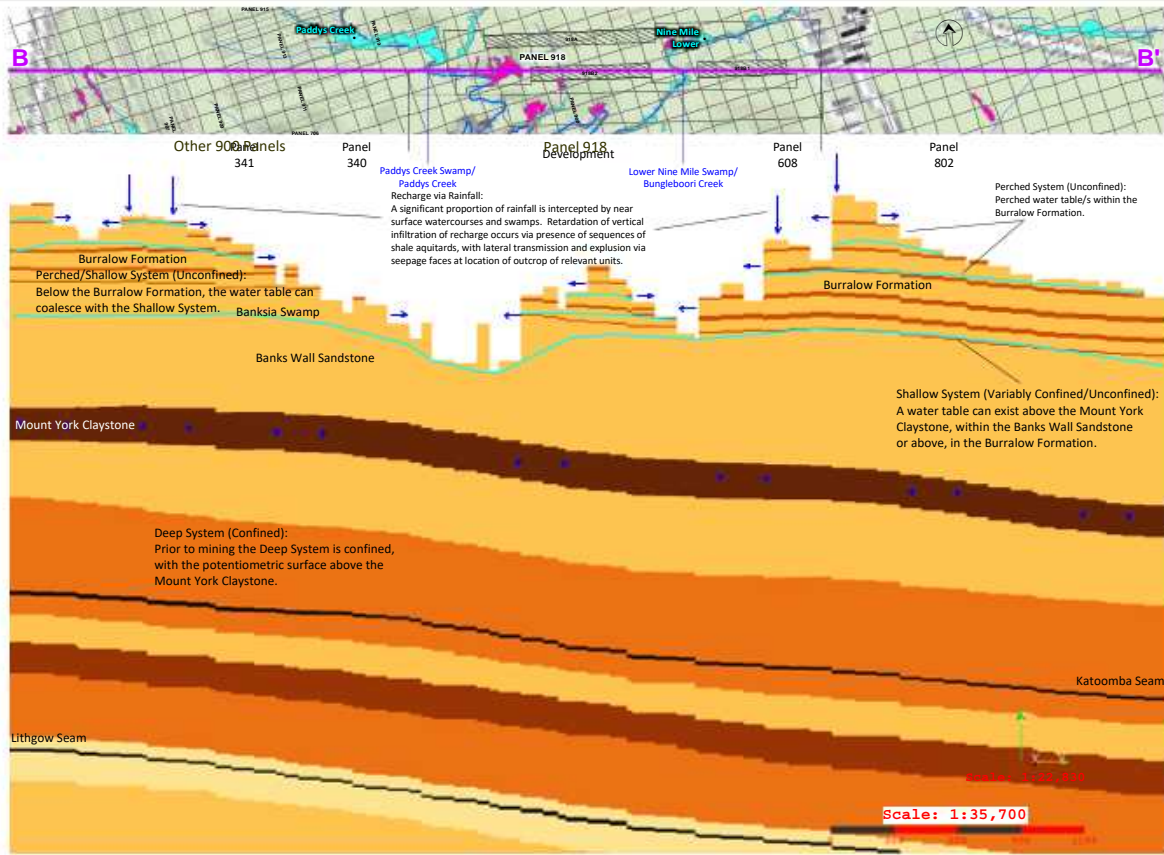 PANEL 915
Paddys Creek
Nine Mile
Lower
918A
PANEL 918
B
B'
PANEL 706
Other 900 Panels
Panel
341
Panel
340
Panel 918
Development
Panel
608
Panel
802
Paddys Creek Swamp/
Paddys Creek
Lower Nine Mile Swamp/
Bungleboori Creek
Recharge via Rainfall:
A significant proportion of rainfall is intercepted by near
surface watercourses and swamps. Retardation of vertical
infiltration of recharge occurs via presence of sequences of
shale aquitards, with lateral transmission and explusion via
seepage faces at location of outcrop of relevant units.
Perched System (Unconfined):
Perched water table/s within the
Burralow Formation.
Burralow Formation
Perched/Shallow System (Unconfined):
Below the Burralow Formation, the water table can
coalesce with the Shallow System.
Banksia Swamp
Burralow Formation
Banks Wall Sandstone
Shallow System (Variably Confined/Unconfined):
A water table can exist above the Mount York
Claystone, within the Banks Wall Sandstone
or above, in the Burralow Formation.
Mount York Claystone
Deep System (Confined):
Prior to mining the Deep System is confined,
with the potentiometric surface above the
Mount York Claystone.
Katoomba Seam
Lithgow Seam
Scale: 1:35,700